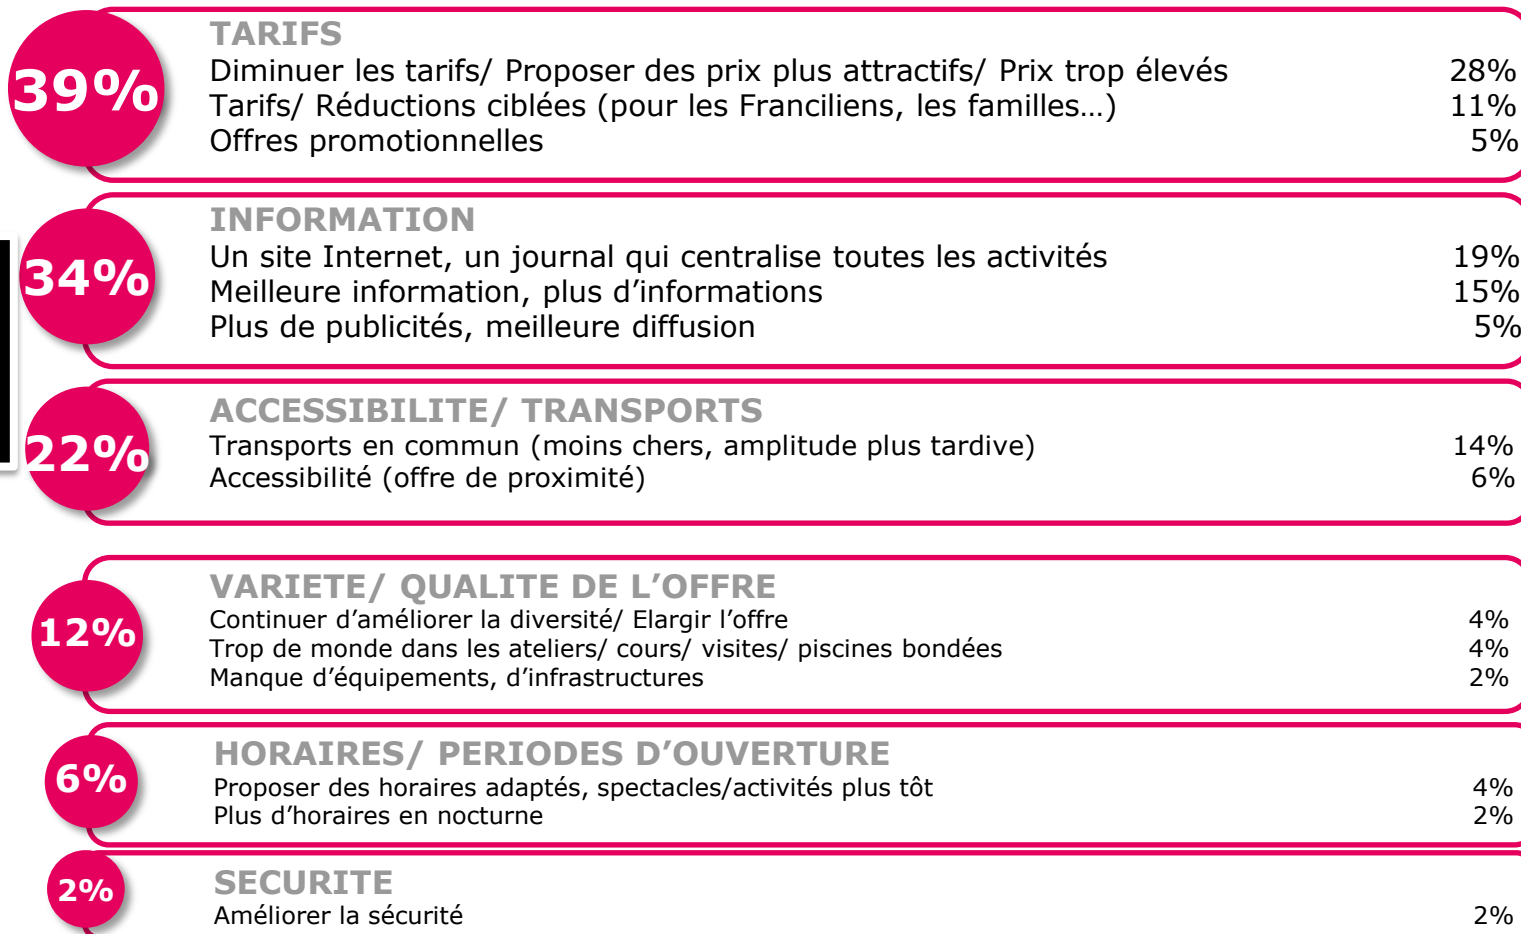 39%
TARIFS
Diminuer les tarifs/ Proposer des prix plus attractifs/ Prix trop élevés 28%
Tarifs/ Réductions ciblées (pour les Franciliens, les familles…) 11%
Offres promotionnelles 5%
34%
INFORMATION
Un site Internet, un journal qui centralise toutes les activités 19%
Meilleure information, plus d’informations 15%
Plus de publicités, meilleure diffusion 5%
22%
ACCESSIBILITE/ TRANSPORTS
Transports en commun (moins chers, amplitude plus tardive) 14%
Accessibilité (offre de proximité) 6%
12%
VARIETE/ QUALITE DE L’OFFRE
Continuer d’améliorer la diversité/ Elargir l’offre 4%
Trop de monde dans les ateliers/ cours/ visites/ piscines bondées 4%
Manque d’équipements, d’infrastructures 2%
6%
HORAIRES/ PERIODES D’OUVERTURE
Proposer des horaires adaptés, spectacles/activités plus tôt 4%
Plus d’horaires en nocturne 2%
2%
SECURITE
Améliorer la sécurité 2%